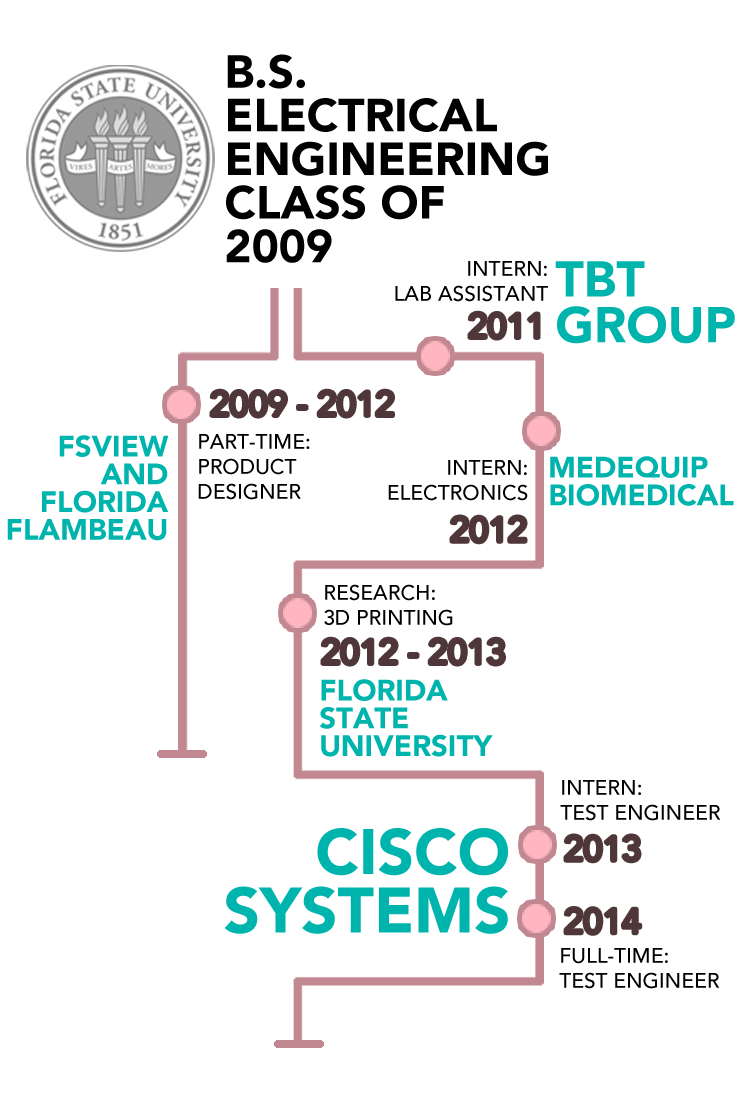 FLORIDA STATE UNIVERSITY
VIRES
ARTES
MORES
1851
B.S.
ELECTRICAL
ENGINEERING
CLASS OF
2009
INTERN:
LAB ASSISTANT
2011
TBT
GROUP
2009 - 2012
PART-TIME:
PRODUCT
DESIGNER
FSVIEW
AND
FLORIDA
FLAMBEAU
INTERN:
ELECTRONICS
2012
MEDEQUIP
BIOMEDICAL
RESEARCH:
3D PRINTING
2012 - 2013
FLORIDA
STATE
UNIVERSITY
INTERN:
TEST ENGINEER
2013
CISCO
SYSTEMS
2014
FULL-TIME:
TEST ENGINEER